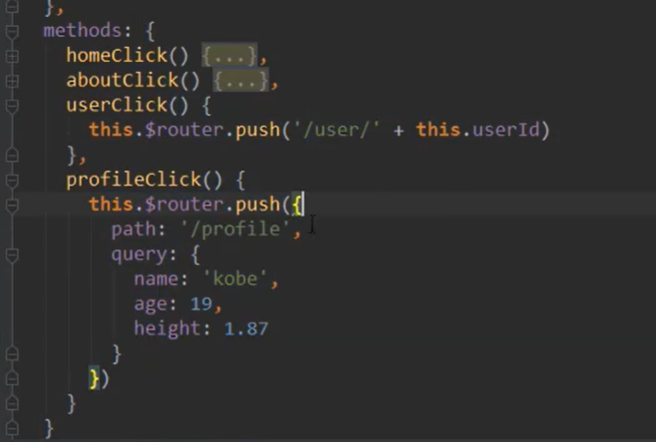 },
methods: {
  homeClick() {...},
  aboutClick() {...},
  userClick() {
    this.$router.push('/user/' + this.userId)
  },
  profileClick() {
    this.$router.push({
      path: '/profile',
      query: {
        name: 'kobe',
        age: 19,
        height: 1.87
      }
    })
  }
}